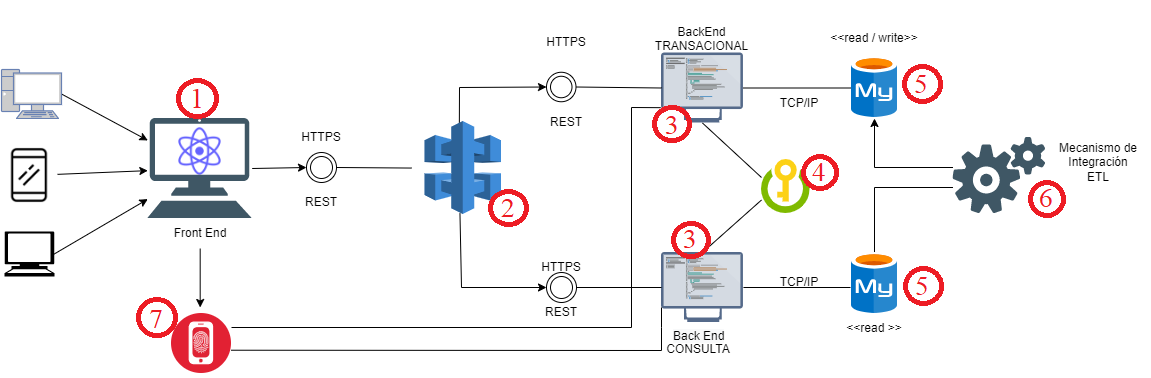 1
Front End
HTTPS
REST
2
HTTPS
REST
HTTPS
REST
BackEnd
TRANSACIONAL
3
3
Back End
CONSULTA
4
TCP/IP
TCP/IP
<<read / write>>
My
5
My
5
<<read >>
Mecanismo de
Integración
ETL
6
7